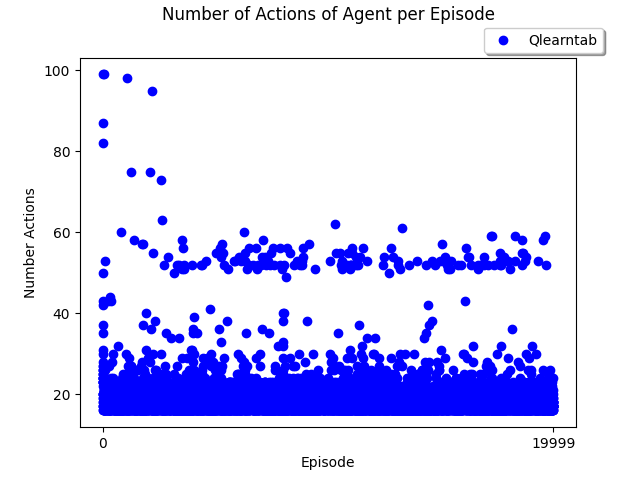 Number of Actions of Agent per Episode
Qlearntab
100
80
60
40
20
Number Actions
0
19999
Episode